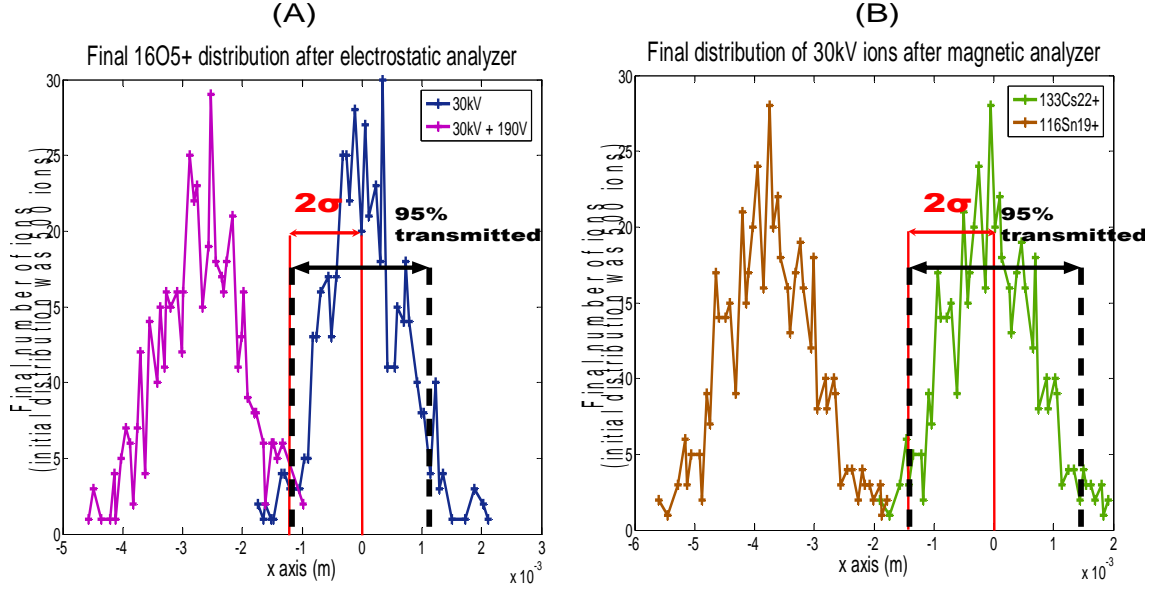 (A)
Final 16O5+ distribution after electrostatic analyzer
30
25
20
15
10
5
0
Final number of ions
(initial distribution was 500 ions)
30kV
30kV + 190V
2σ
95%
transmitted
-5 -4 -3 -2 -1 0 1 2 3
x axis (m)
x 10⁻³
(B)
Final distribution of 30kV ions after magnetic analyzer
30
25
20
15
10
5
0
Final number of ions
(initial distribution was 500 ions)
133Cs22+
116Sn19+
2σ
95%
transmitted
-6 -5 -4 -3 -2 -1 0 1 2
x axis (m)
x 10⁻³